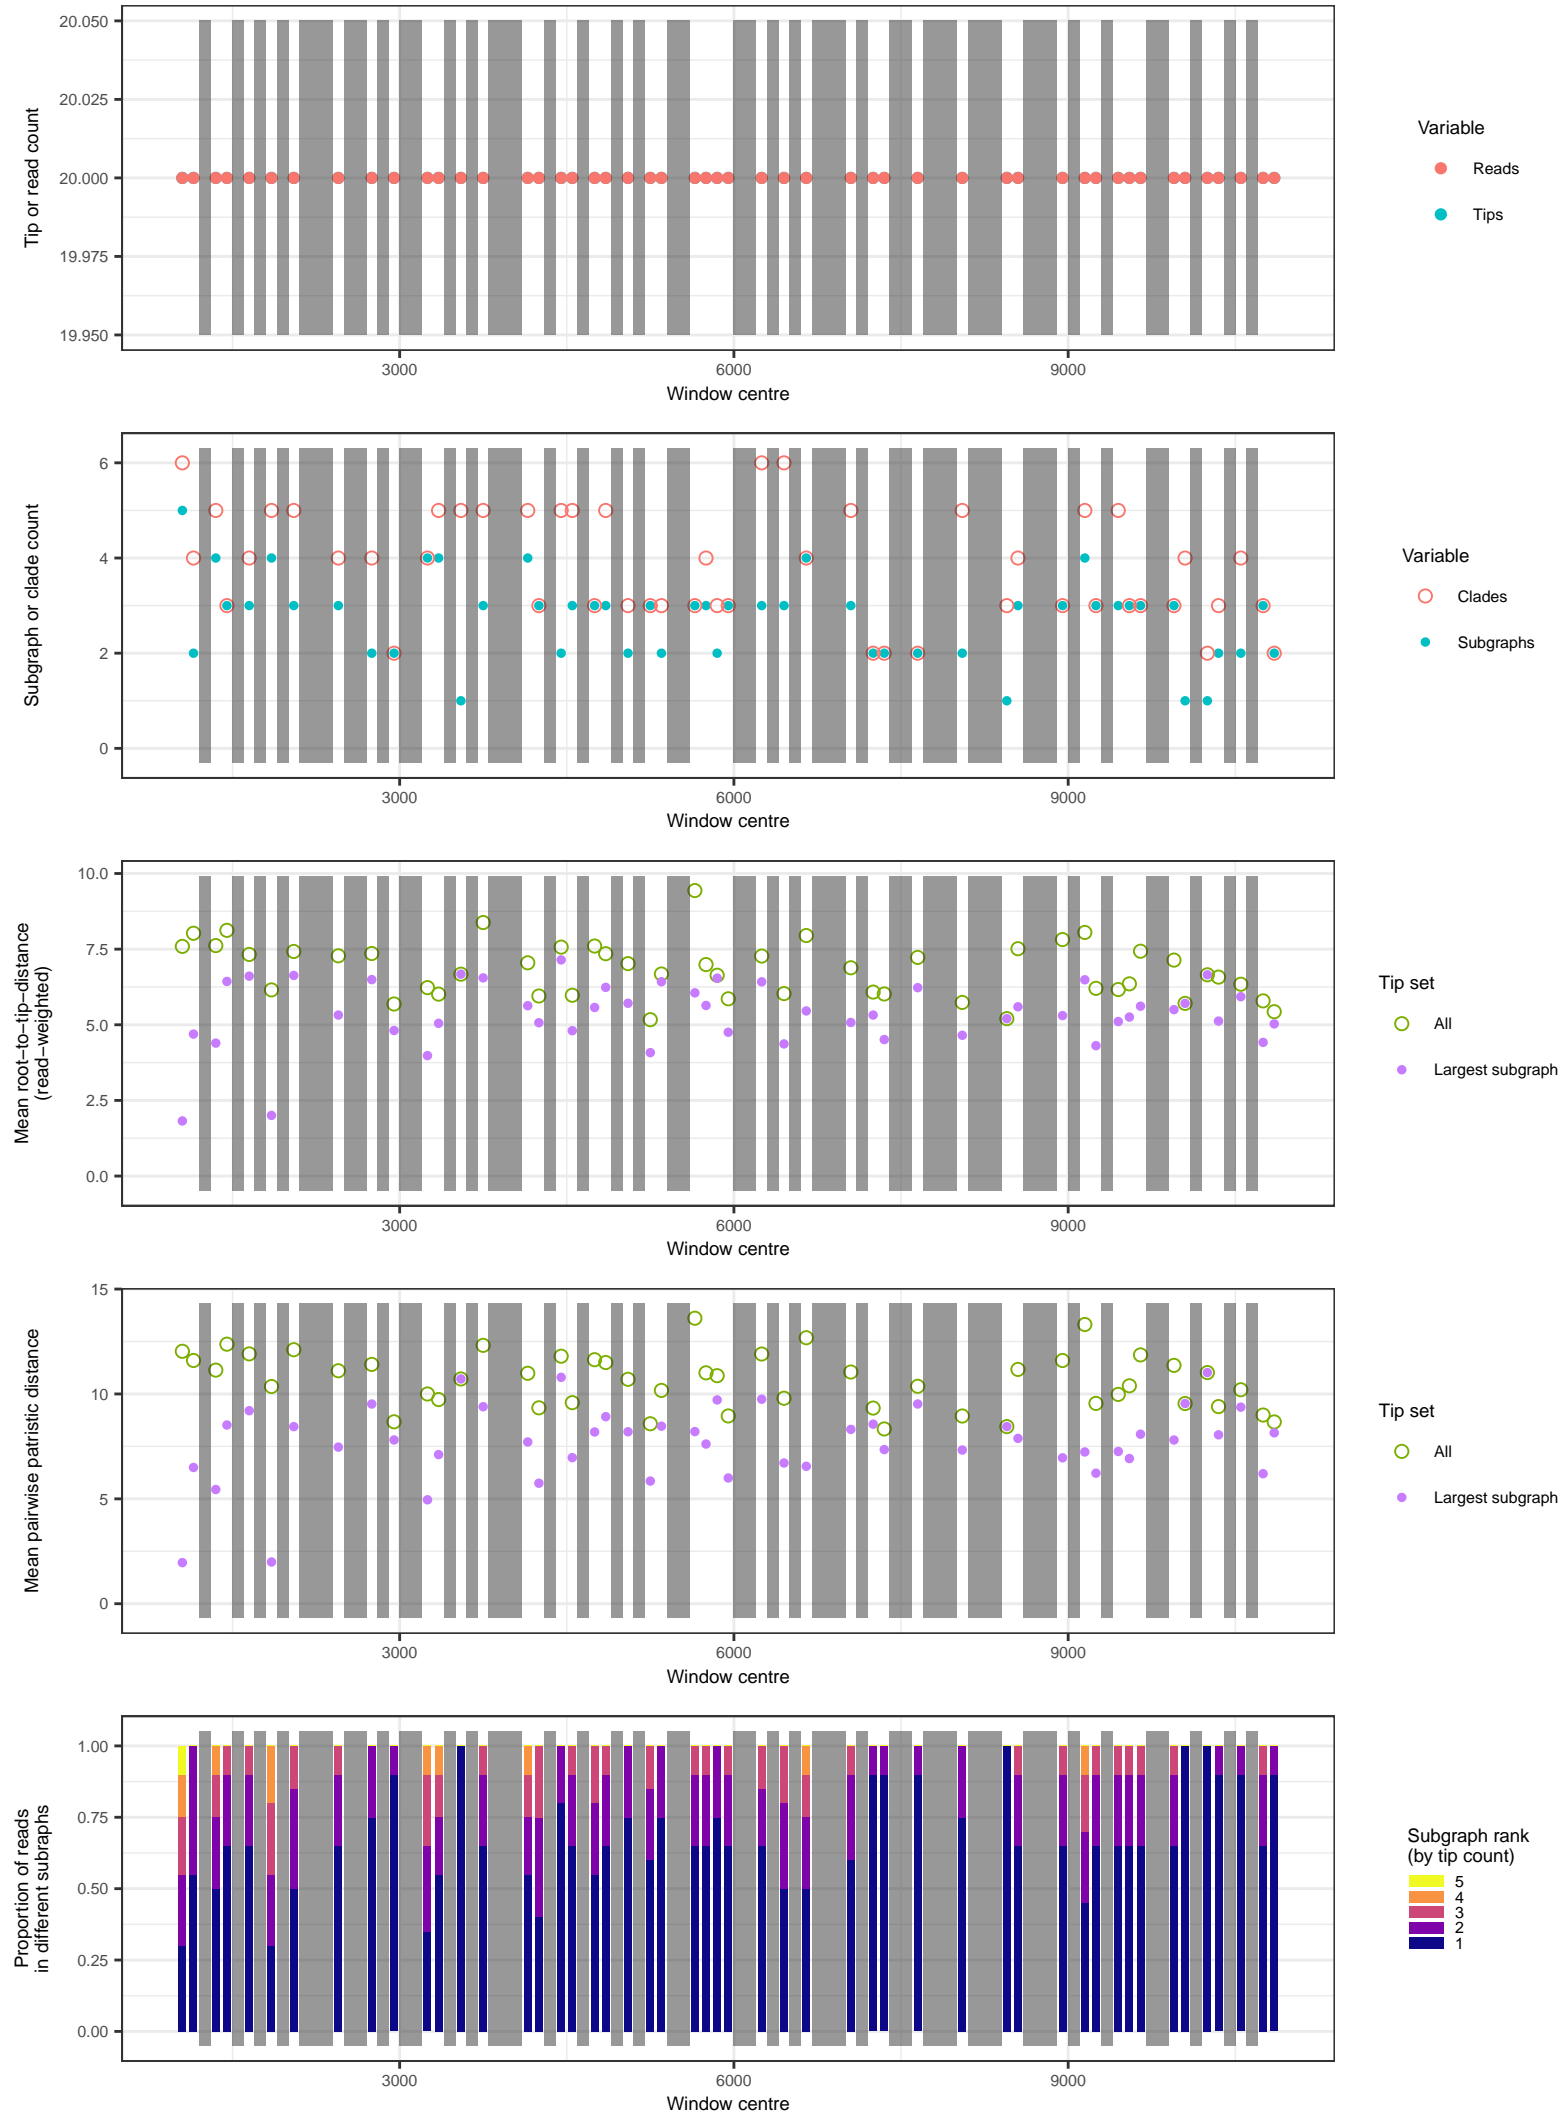 20.050
20.025
20.000
19.975
19.950
Tip or read count
3000
6000
9000
Window centre
Variable
Reads
Tips
6
4
2
0
Subgraph or clade count
3000
6000
9000
Window centre
Variable
Clades
Subgraphs
10.0
7.5
5.0
2.5
0.0
Mean root−to−tip−distance
(read−weighted)
3000
6000
9000
Window centre
Tip set
All
Largest subgraph
15
10
5
0
Mean pairwise patristic distance
3000
6000
9000
Window centre
Tip set
All
Largest subgraph
1.00
0.75
0.50
0.25
0.00
Proportion of reads
in different subraphs
3000
6000
9000
Window centre
Subgraph rank
(by tip count)
5
4
3
2
1